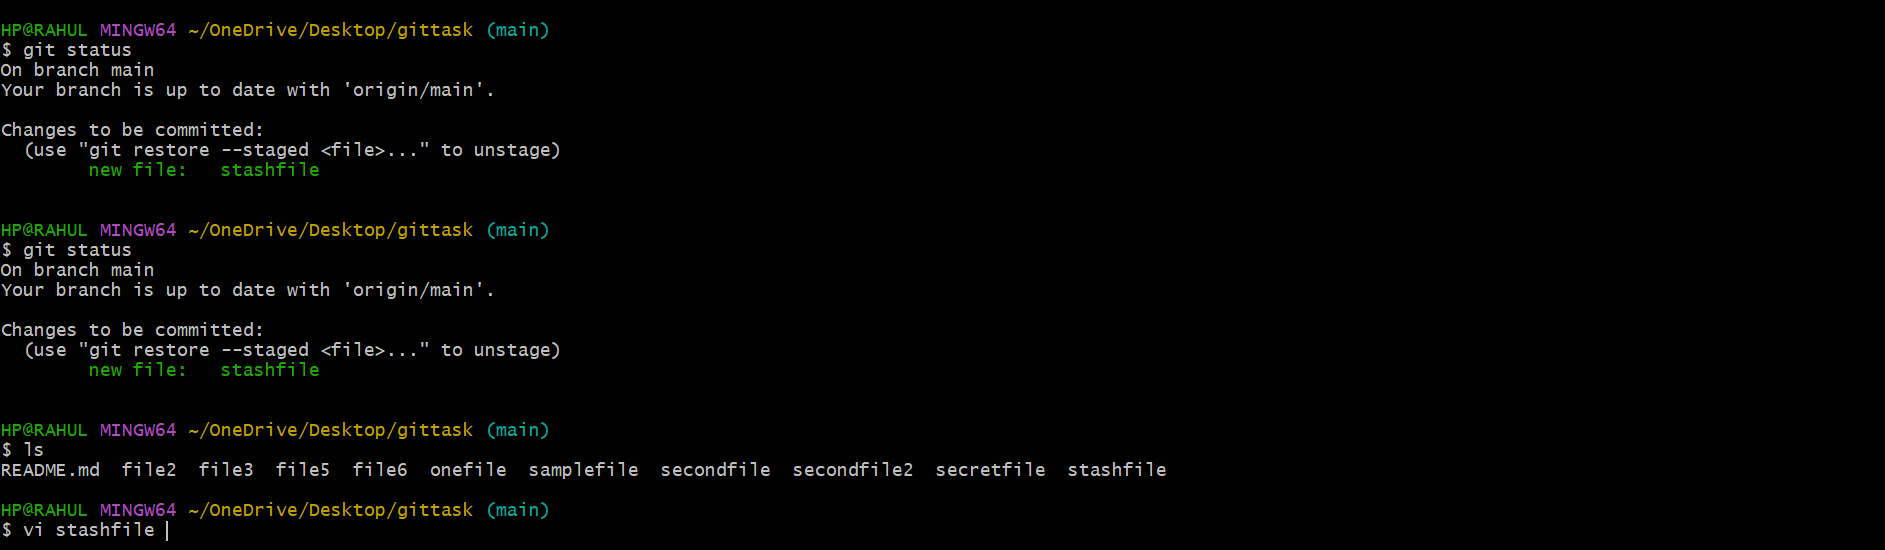 HP@RAHUL MINGW64 ~/OneDrive/Desktop/gittask (main)
$ git status
On branch main
Your branch is up to date with 'origin/main'.
Changes to be committed:
  (use "git restore --staged <file>..." to unstage)
        new file:   stashfile
HP@RAHUL MINGW64 ~/OneDrive/Desktop/gittask (main)
$ git status
On branch main
Your branch is up to date with 'origin/main'.
Changes to be committed:
  (use "git restore --staged <file>..." to unstage)
        new file:   stashfile
HP@RAHUL MINGW64 ~/OneDrive/Desktop/gittask (main)
$ ls
README.md  file2  file3  file5  file6  onefile  samplefile  secondfile  secondfile2  secretfile  stashfile
HP@RAHUL MINGW64 ~/OneDrive/Desktop/gittask (main)
$ vi stashfile